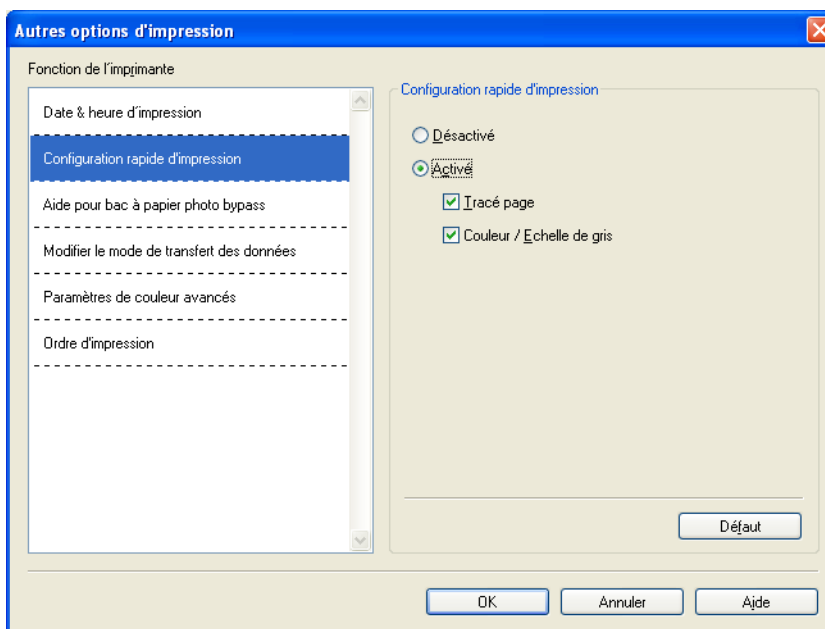 Autres options d'impression
Fonction de l'imprimante
Date & heure d'impression
Configuration rapide d'impression
Aide pour bac à papier photo bypass
Modifier le mode de transfert des données
Paramètres de couleur avancés
Ordre d'impression
Configuration rapide d'impression
Désactivé
Activé
Tracé page
Couleur / Echelle de gris
Défaut
OK
Annuler
Aide